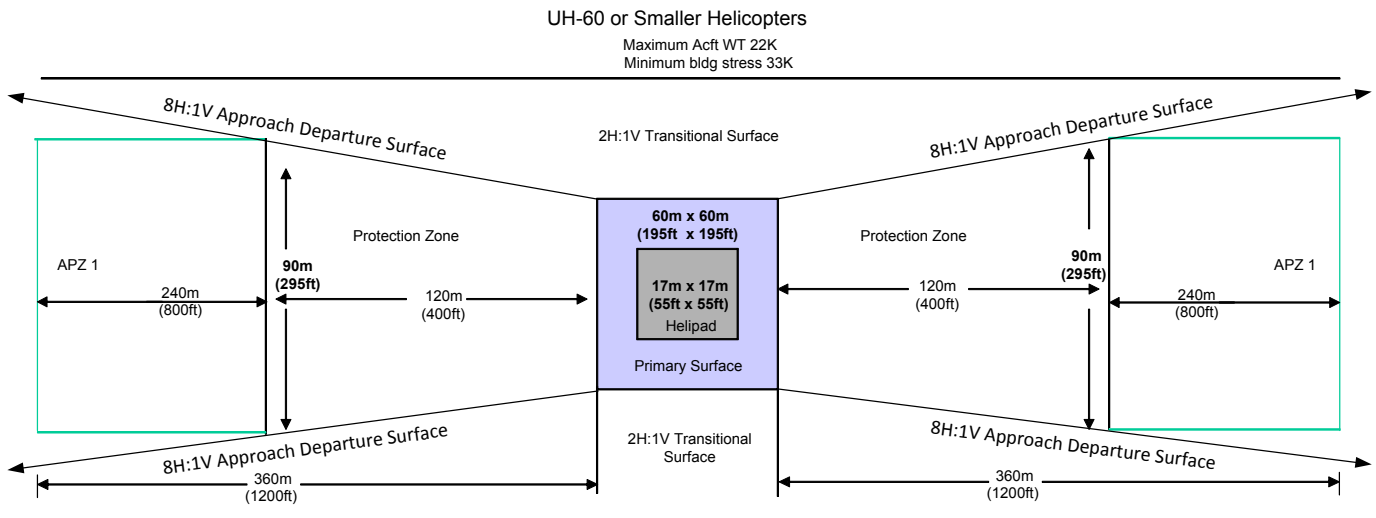 UH-60 or Smaller Helicopters
Maximum Acft WT 22K
Minimum bldg stress 33K
8H:1V Approach Departure Surface
2H:1V Transitional Surface
8H:1V Approach Departure Surface
60m x 60m
(195ft x 195ft)
Protection Zone
Protection Zone
APZ 1
90m
(295ft)
17m x 17m
(55ft x 55ft)
Helipad
90m
(295ft)
APZ 1
240m
(800ft)
120m
(400ft)
120m
(400ft)
240m
(800ft)
Primary Surface
8H:1V Approach Departure Surface
2H:1V Transitional
Surface
8H:1V Approach Departure Surface
360m
(1200ft)
360m
(1200ft)